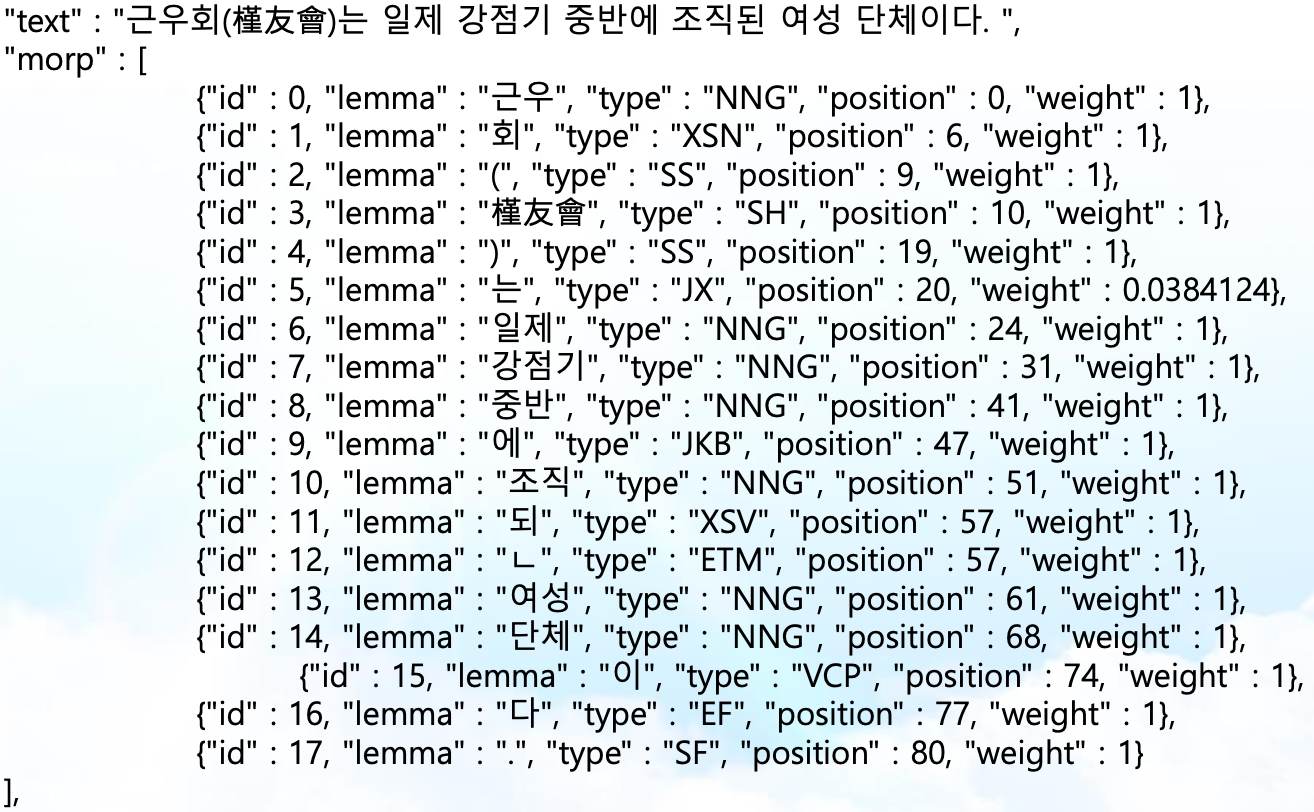 "text" : "근우회(槿友會)는 일제 강점기 중반에 조직된 여성 단체이다. ",
"morp" : [
{"id" : 0, "lemma" : "근우", "type" : "NNG", "position" : 0, "weight" : 1},
{"id" : 1, "lemma" : "회", "type" : "XSN", "position" : 6, "weight" : 1},
{"id" : 2, "lemma" : "(", "type" : "SS", "position" : 9, "weight" : 1},
{"id" : 3, "lemma" : "槿友會", "type" : "SH", "position" : 10, "weight" : 1},
{"id" : 4, "lemma" : ")", "type" : "SS", "position" : 19, "weight" : 1},
{"id" : 5, "lemma" : "는", "type" : "JX", "position" : 20, "weight" : 0.0384124},
{"id" : 6, "lemma" : "일제", "type" : "NNG", "position" : 24, "weight" : 1},
{"id" : 7, "lemma" : "강점기", "type" : "NNG", "position" : 31, "weight" : 1},
{"id" : 8, "lemma" : "중반", "type" : "NNG", "position" : 41, "weight" : 1},
{"id" : 9, "lemma" : "에", "type" : "JKB", "position" : 47, "weight" : 1},
{"id" : 10, "lemma" : "조직", "type" : "NNG", "position" : 51, "weight" : 1},
{"id" : 11, "lemma" : "되", "type" : "XSV", "position" : 57, "weight" : 1},
{"id" : 12, "lemma" : "ㄴ", "type" : "ETM", "position" : 57, "weight" : 1},
{"id" : 13, "lemma" : "여성", "type" : "NNG", "position" : 61, "weight" : 1},
{"id" : 14, "lemma" : "단체", "type" : "NNG", "position" : 68, "weight" : 1},
{"id" : 15, "lemma" : "이", "type" : "VCP", "position" : 74, "weight" : 1},
{"id" : 16, "lemma" : "다", "type" : "EF", "position" : 77, "weight" : 1},
{"id" : 17, "lemma" : ".", "type" : "SF", "position" : 80, "weight" : 1}
],